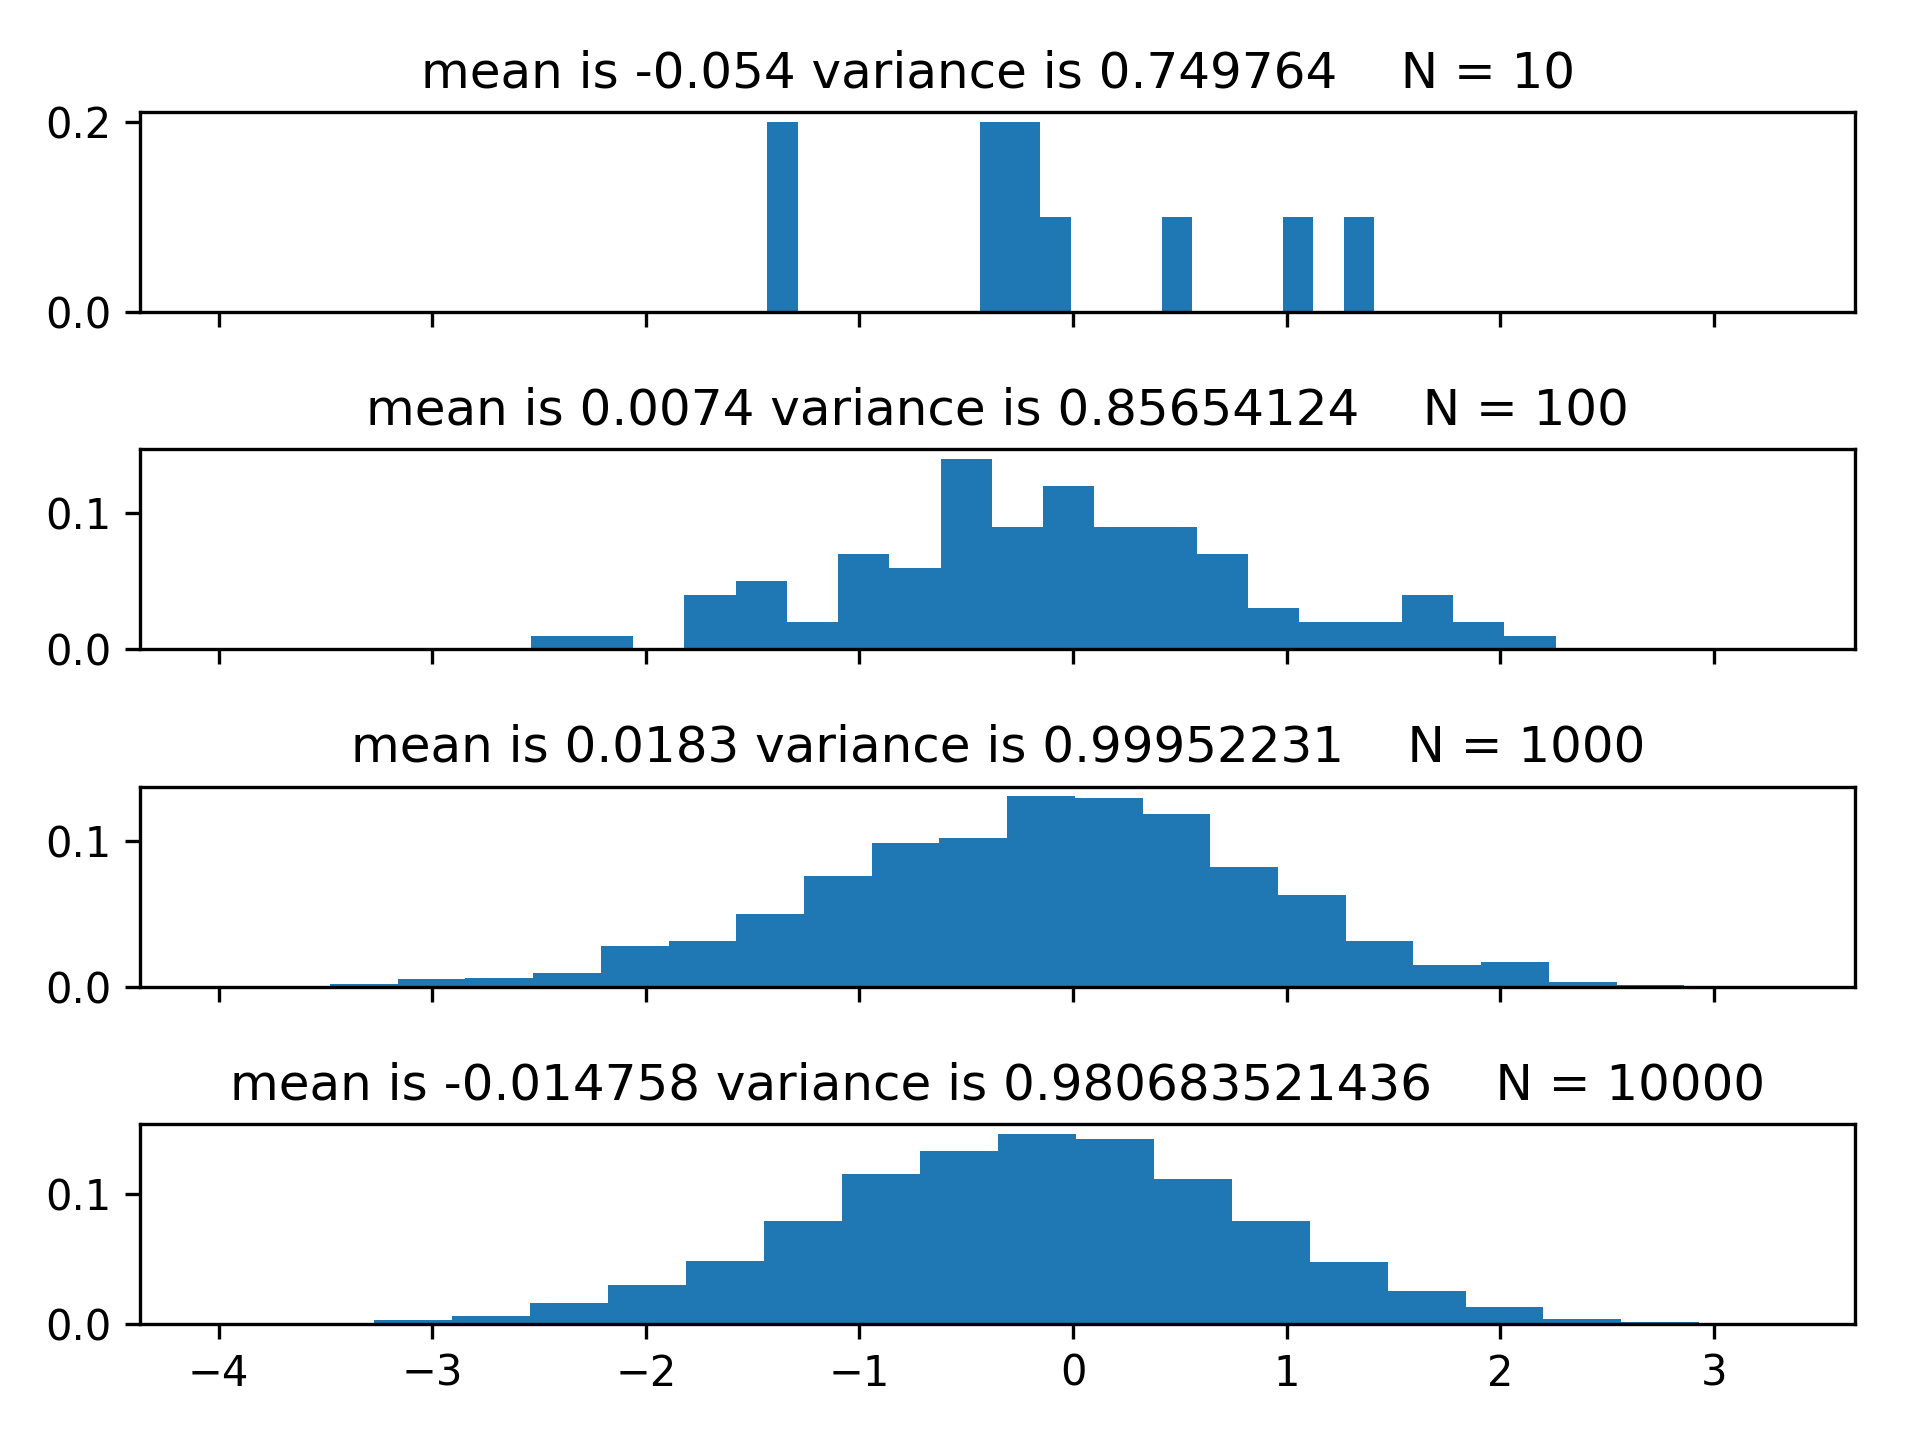 mean is -0.054 variance is 0.749764    N = 10
0.2
0.0
mean is 0.0074 variance is 0.85654124    N = 100
0.1
0.0
mean is 0.0183 variance is 0.99952231    N = 1000
0.1
0.0
mean is -0.014758 variance is 0.980683521436    N = 10000
0.1
0.0
−4 −3 −2 −1 0 1 2 3